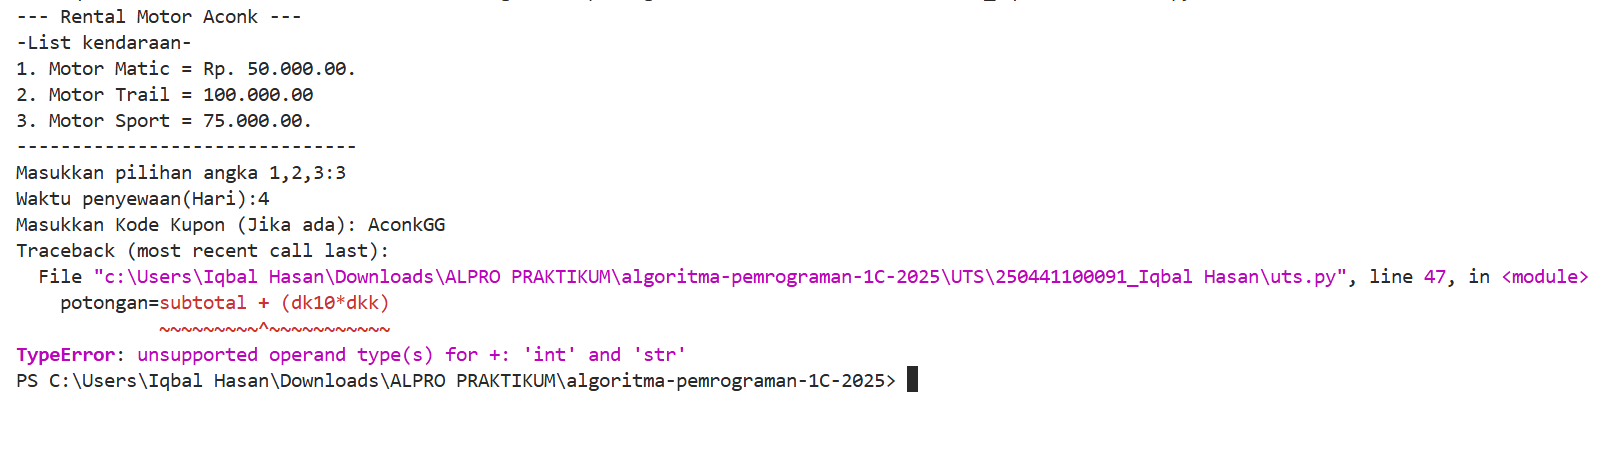 --- Rental Motor Aconk ---
-List kendaraan-
1. Motor Matic = Rp. 50.000.00.
2. Motor Trail = 100.000.00
3. Motor Sport = 75.000.00.
-------------------------------
Masukkan pilihan angka 1,2,3:3
Waktu penyewaan(Hari):4
Masukkan Kode Kupon (Jika ada): AconkGG
Traceback (most recent call last):
  File "c:\Users\Iqbal Hasan\Downloads\ALPRO PRAKTIKUM\algoritma-pemrograman-1C-2025\UTS\250441100091_Iqbal Hasan\uts.py", line 47, in <module>
    potongan=subtotal + (dk10*dkk)
             ~~~~~~~~~^~~~~~~~~~~~
TypeError: unsupported operand type(s) for +: 'int' and 'str'
PS C:\Users\Iqbal Hasan\Downloads\ALPRO PRAKTIKUM\algoritma-pemrograman-1C-2025>